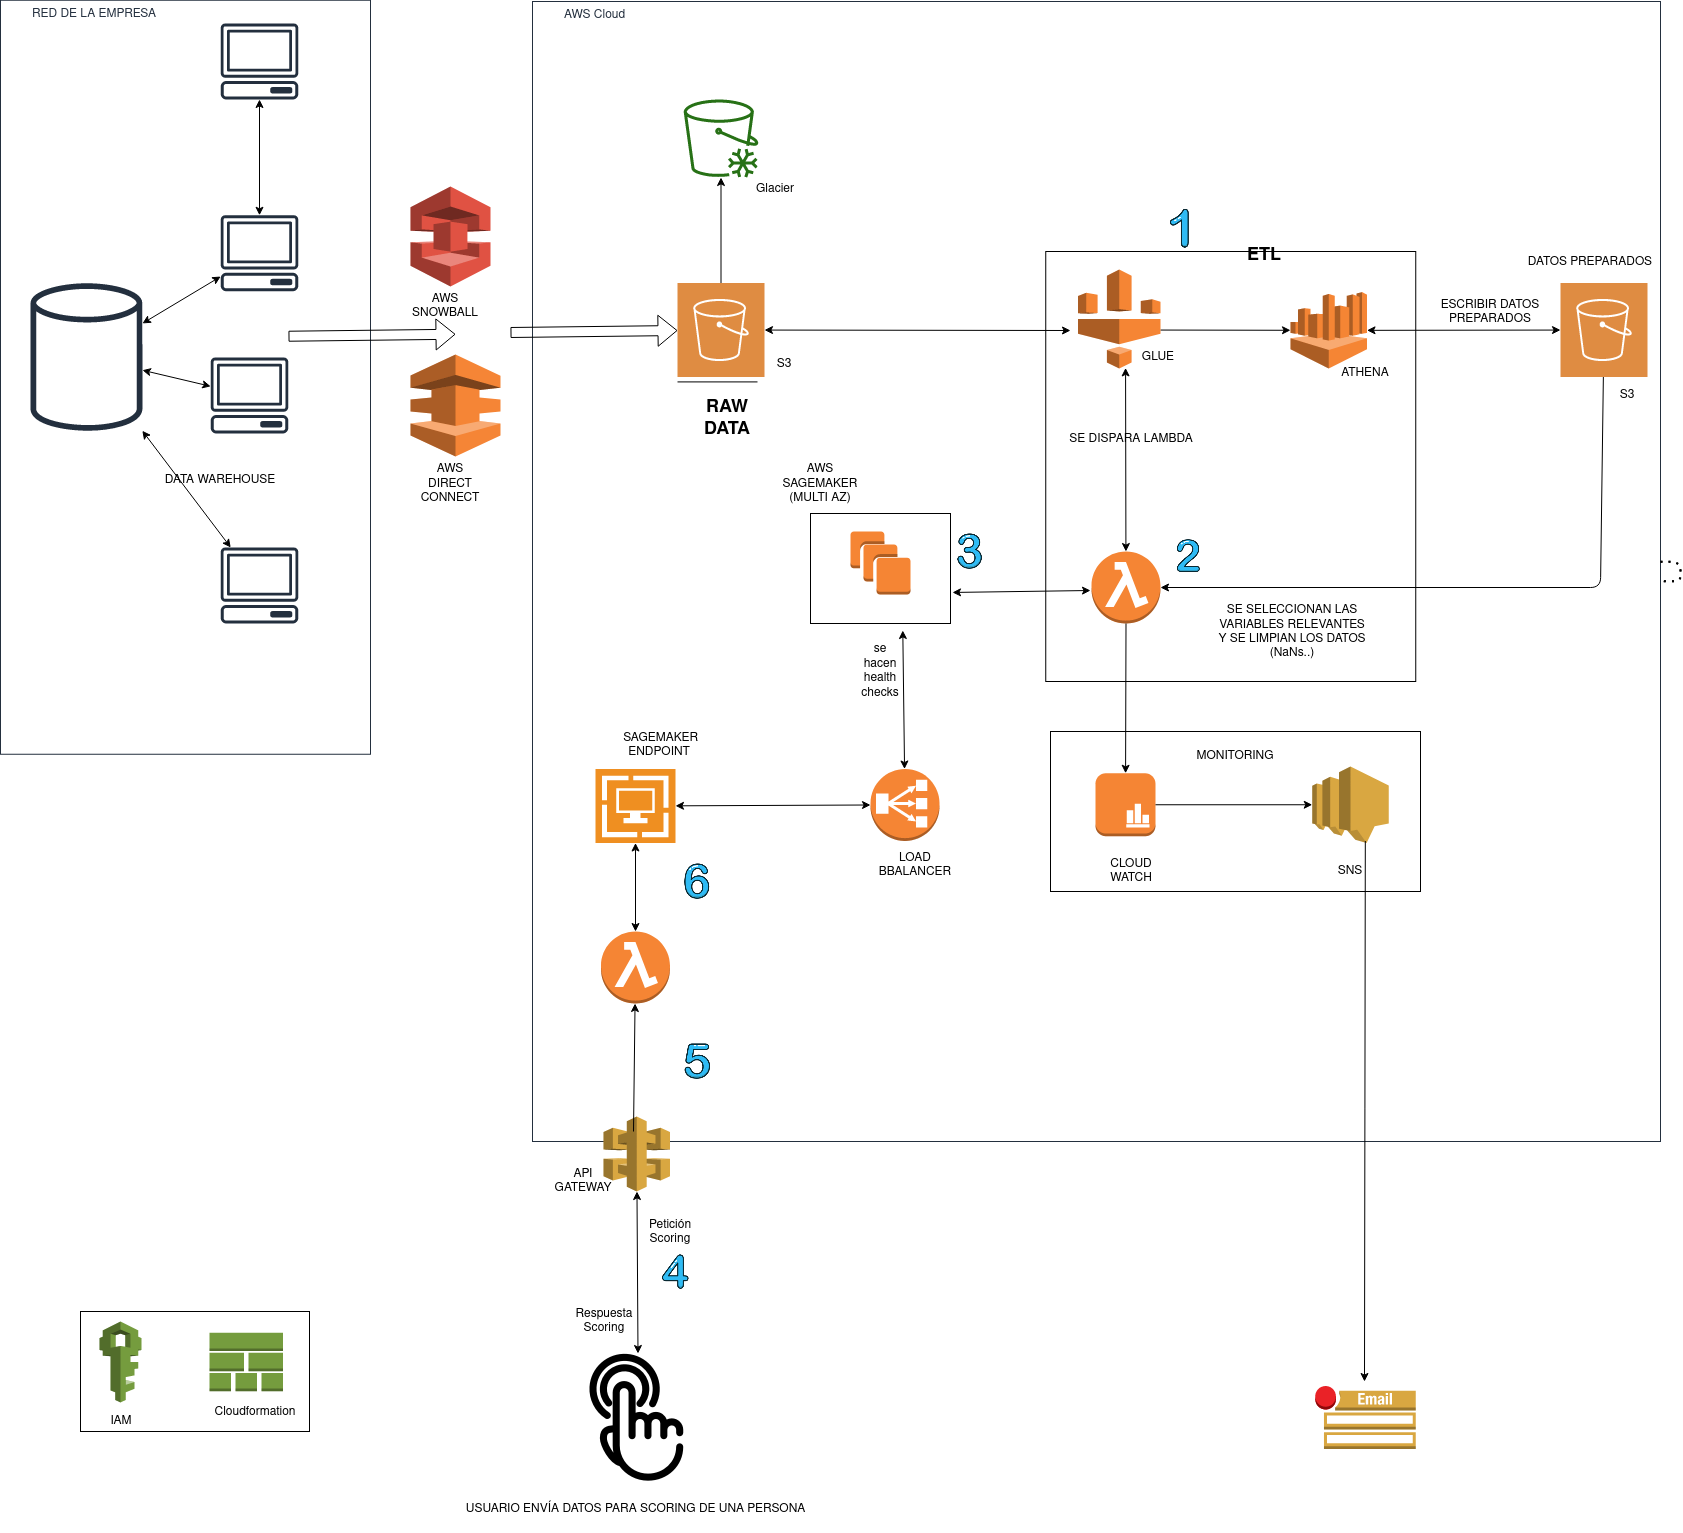 RED DE LA EMPRESA
AWS Cloud
Glacier
1
ETL
DATOS PREPARADOS
AWS
SNOWBALL
ESCRIBIR DATOS
PREPARADOS
GLUE
S3
ATHENA
S3
RAW
DATA
SE DISPARA LAMBDA
AWS
DIRECT
CONNECT
AWS
SAGEMAKER
(MULTI AZ)
DATA WAREHOUSE
3
2
SE SELECCIONAN LAS
VARIABLES RELEVANTES
Y SE LIMPIAN LOS DATOS
(NaNs..)
se
hacen
health
checks
SAGEMAKER
ENDPOINT
MONITORING
LOAD
BBALANCER
CLOUD
WATCH
SNS
6
5
API
GATEWAY
Petición
Scoring
4
Respuesta
Scoring
IAM
Cloudformation
Email
USUARIO ENVÍA DATOS PARA SCORING DE UNA PERSONA